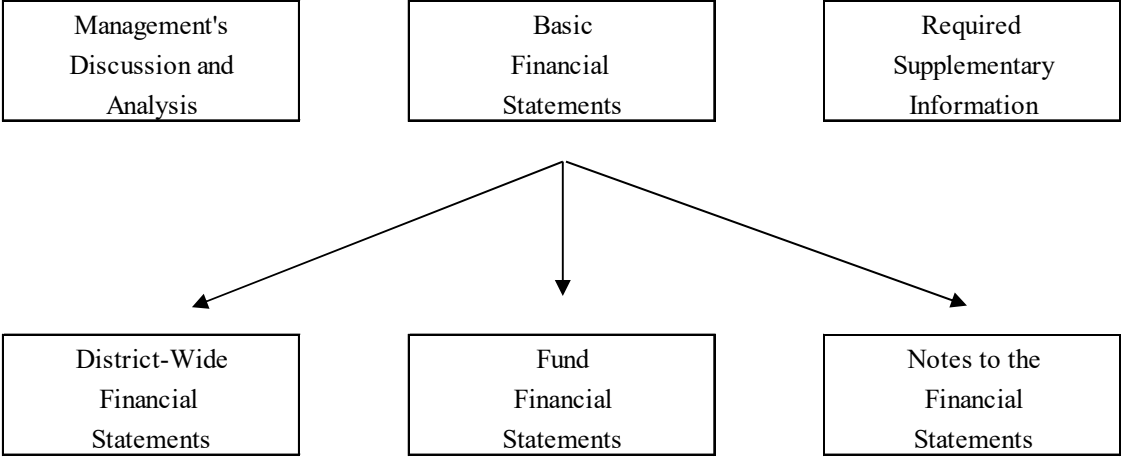 Management's
Discussion and
Analysis
Basic
Financial
Statements
Required
Supplementary
Information
District-Wide
Financial
Statements
Fund
Financial
Statements
Notes to the
Financial
Statements